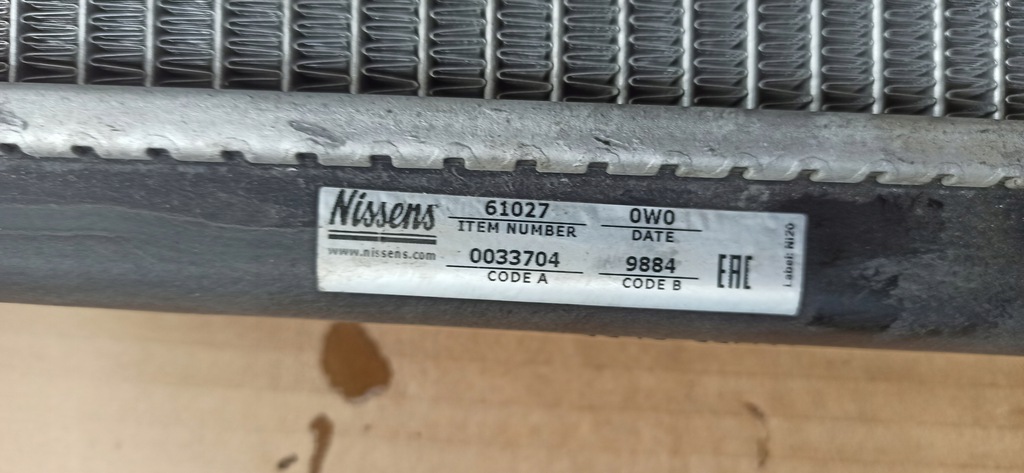 Nissens
www.nissens.com
61027
ITEM NUMBER
0W0
DATE
0033704
CODE A
9884
CODE B
EAC
Label: NI20